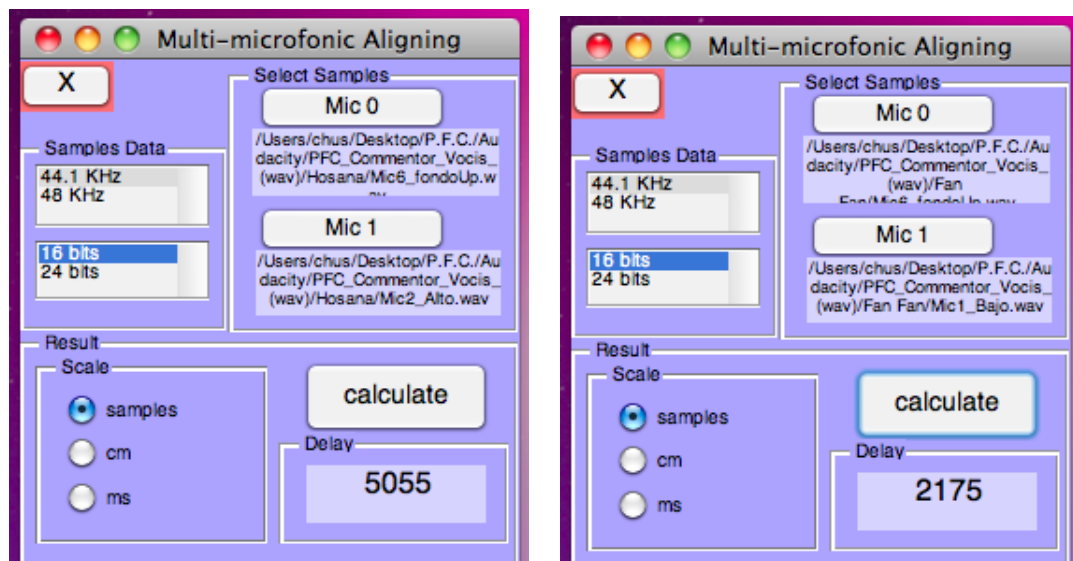 Multi-microfonic Aligning
X
Select Samples
Mic 0
/Users/chus/Desktop/P.F.C./Au
dacity/PFC_Commentor_Vocis_
(wav)/Hosana/Mic6_fondoUp.w
av
Samples Data
44.1 KHz
48 KHz
16 bits
24 bits
Mic 1
/Users/chus/Desktop/P.F.C./Au
dacity/PFC_Commentor_Vocis_
(wav)/Hosana/Mic2_Alto.wav
Result
Scale
samples
cm
ms
calculate
Delay
5055
Multi-microfonic Aligning
X
Select Samples
Mic 0
/Users/chus/Desktop/P.F.C./Au
dacity/PFC_Commentor_Vocis_
(wav)/Fan
Fan/Mic6_fondoUp.wav
Samples Data
44.1 KHz
48 KHz
16 bits
24 bits
Mic 1
/Users/chus/Desktop/P.F.C./Au
dacity/PFC_Commentor_Vocis_
(wav)/Fan Fan/Mic1_Bajo.wav
Result
Scale
samples
cm
ms
calculate
Delay
2175